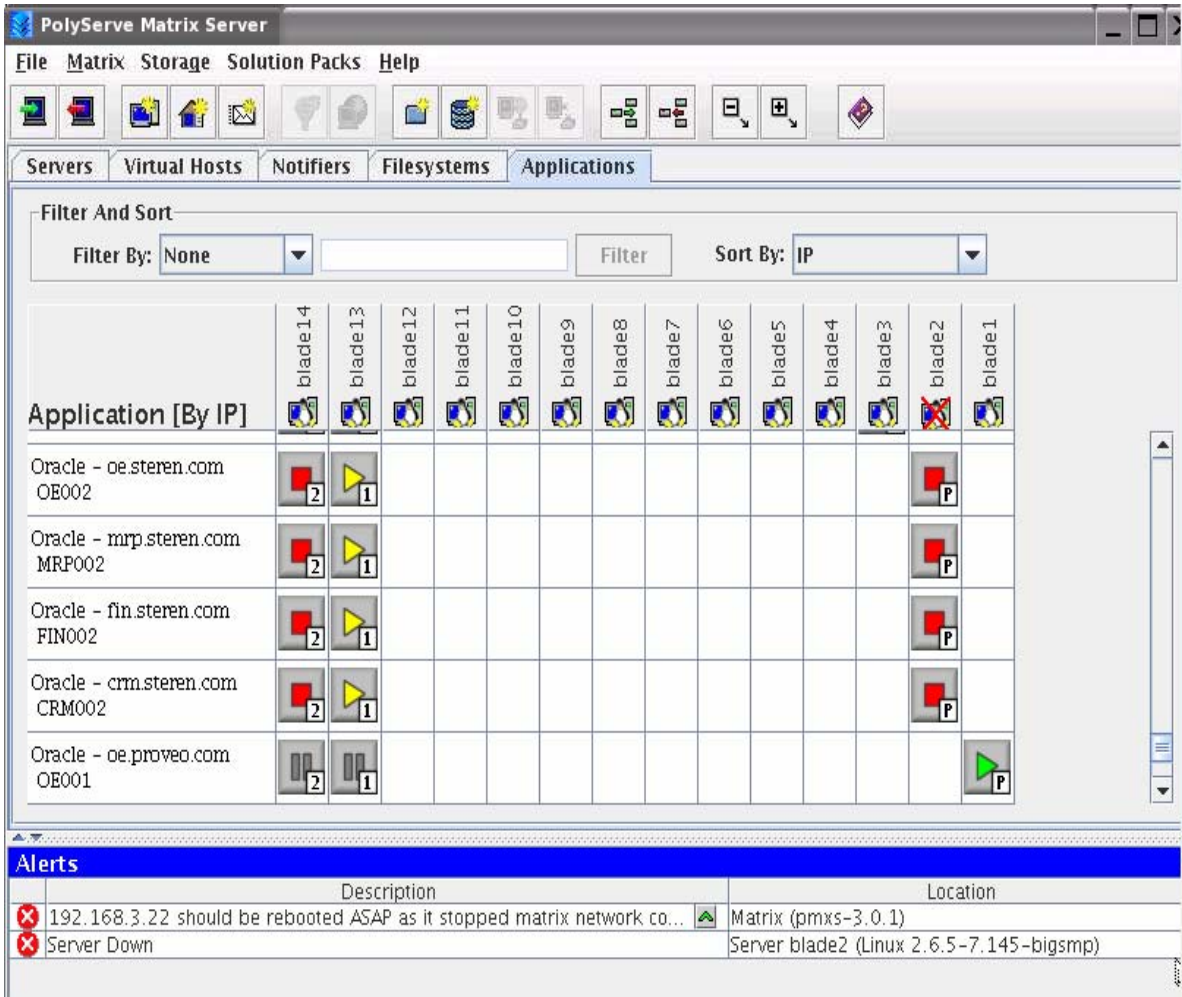 PolyServe Matrix Server
File Matrix Storage Solution Packs Help
Servers Virtual Hosts Notifiers Filesystems Applications
Filter And Sort
Filter By: None Filter Sort By: IP
Application [By IP] blade14 blade13 blade12 blade11 blade10 blade9 blade8 blade7 blade6 blade5 blade4 blade3 blade2 blade1
Oracle - oe.steren.com
OE002
2 1 P
Oracle - mrp.steren.com
MRP002
2 1 P
Oracle - fin.steren.com
FIN002
2 1 P
Oracle - crm.steren.com
CRM002
2 1 P
Oracle - oe.proveo.com
OE001
2 1 P
Alerts
Description Location
192.168.3.22 should be rebooted ASAP as it stopped matrix network co... Matrix (pmxs-3.0.1)
Server Down Server blade2 (Linux 2.6.5-7.145-bigsmp)